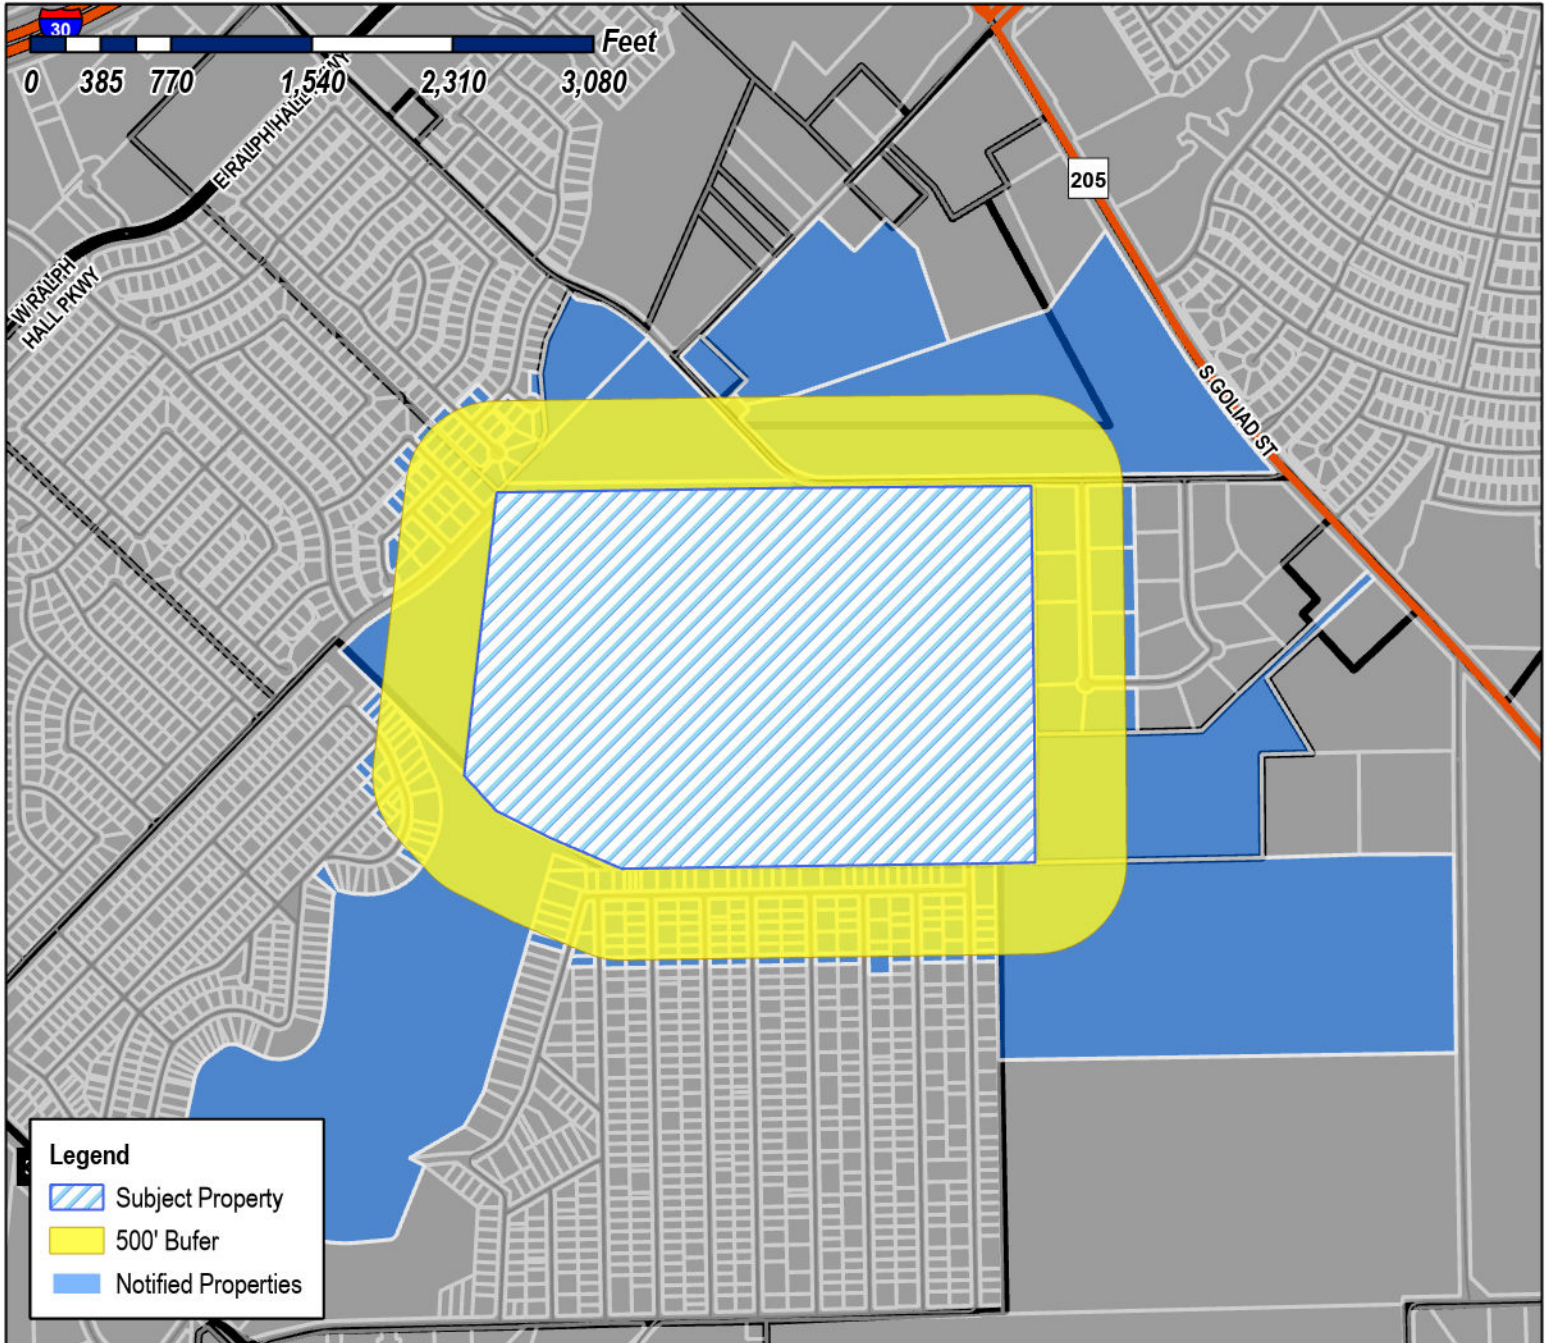 30
Feet
0 385 770 1,540 2,310 3,080
E RALPH HALL PKWY
205
W RALPH
HALL PKWY
S GOLIAD ST
Legend
Subject Property
500' Bufer
Notified Properties